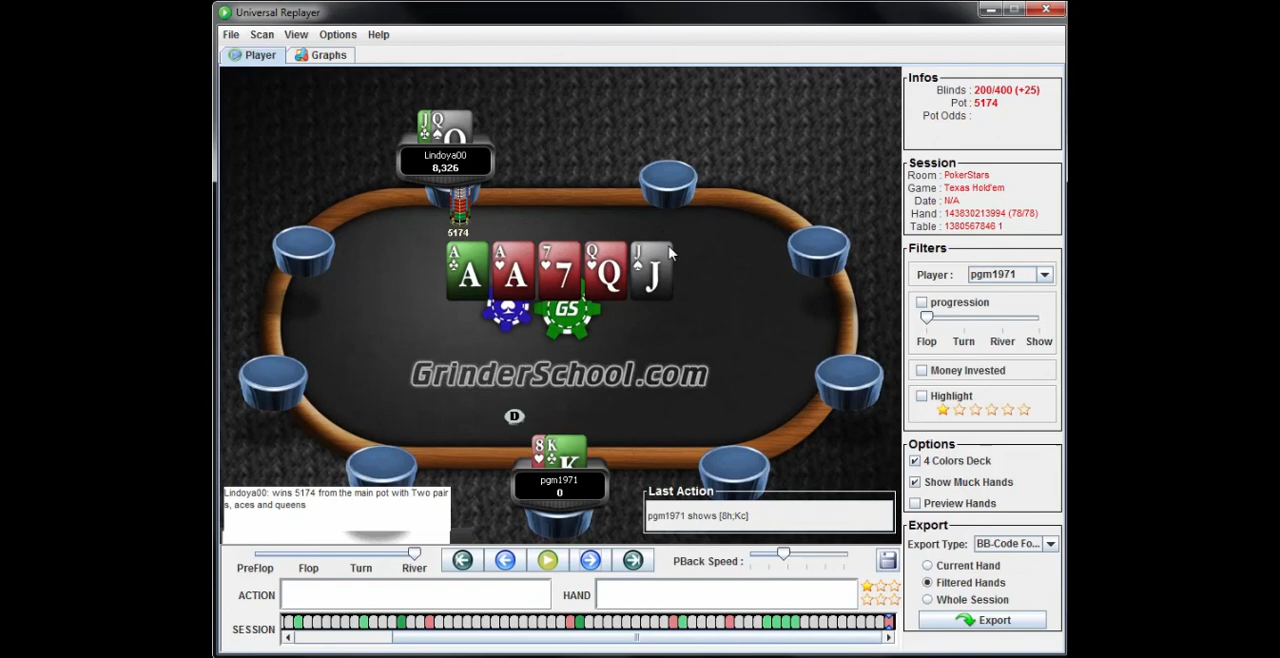 Universal Replayer
File Scan View Options Help
Player Graphs
J Q
Q
Lindoya00
8,326
5174
A A 7 Q J
A A 7 Q J
GS
GrinderSchool.com
D
8 K
K
pgm1971
0
Lindoya00: wins 5174 from the main pot with Two pair
s, aces and queens
Last Action
pgm1971 shows [8h;Kc]
PreFlop Flop Turn River
PBack Speed :
ACTION
HAND
SESSION
Infos
Blinds : 200/400 (+25)
Pot : 5174
Pot Odds :
Session
Room : PokerStars
Game : Texas Hold'em
Date : N/A
Hand : 143830213994 (78/78)
Table : 1380567846 1
Filters
Player : pgm1971
progression
Flop Turn River Show
Money Invested
Highlight
Options
4 Colors Deck
Show Muck Hands
Preview Hands
Export
Export Type: BB-Code Fo...
Current Hand
Filtered Hands
Whole Session
Export